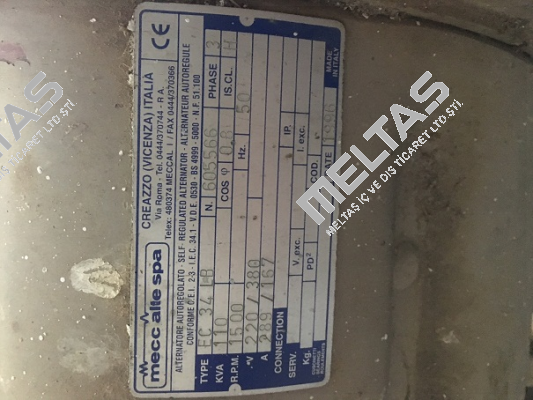 mecc alte spa
CREAZZO (VICENZA) ITALIA
Via Roma - Tel. 0444/370744 - R.A.
Telex: 480374 MECCAL I / FAX 0444/370366
CE
ALTERNATORE AUTOREGOLATO - SELF-REGULATED ALTERNATOR - ALTERNATEUR AUTOREGULE
CONFORME C.E.I. 2-3 - I.E.C. 34.1 - V.D.E. 0530 - BS 4999 - 5000 - N.F. 51.100
TYPE EC 34 LB N. 605566 PHASE 3
KVA 110 COS φ 0,8 IS.CL. H
R.P.M. 1500 Hz. 50
V 220/380
A 289/167 IP.
CONNECTION I. exc.
SERV. V. exc. COD.
Kg. PD² DATE 1996
MADE IN ITALY
MELTAS
MELTAŞ İÇ VE DIŞ TİCARET LTD ŞTİ.